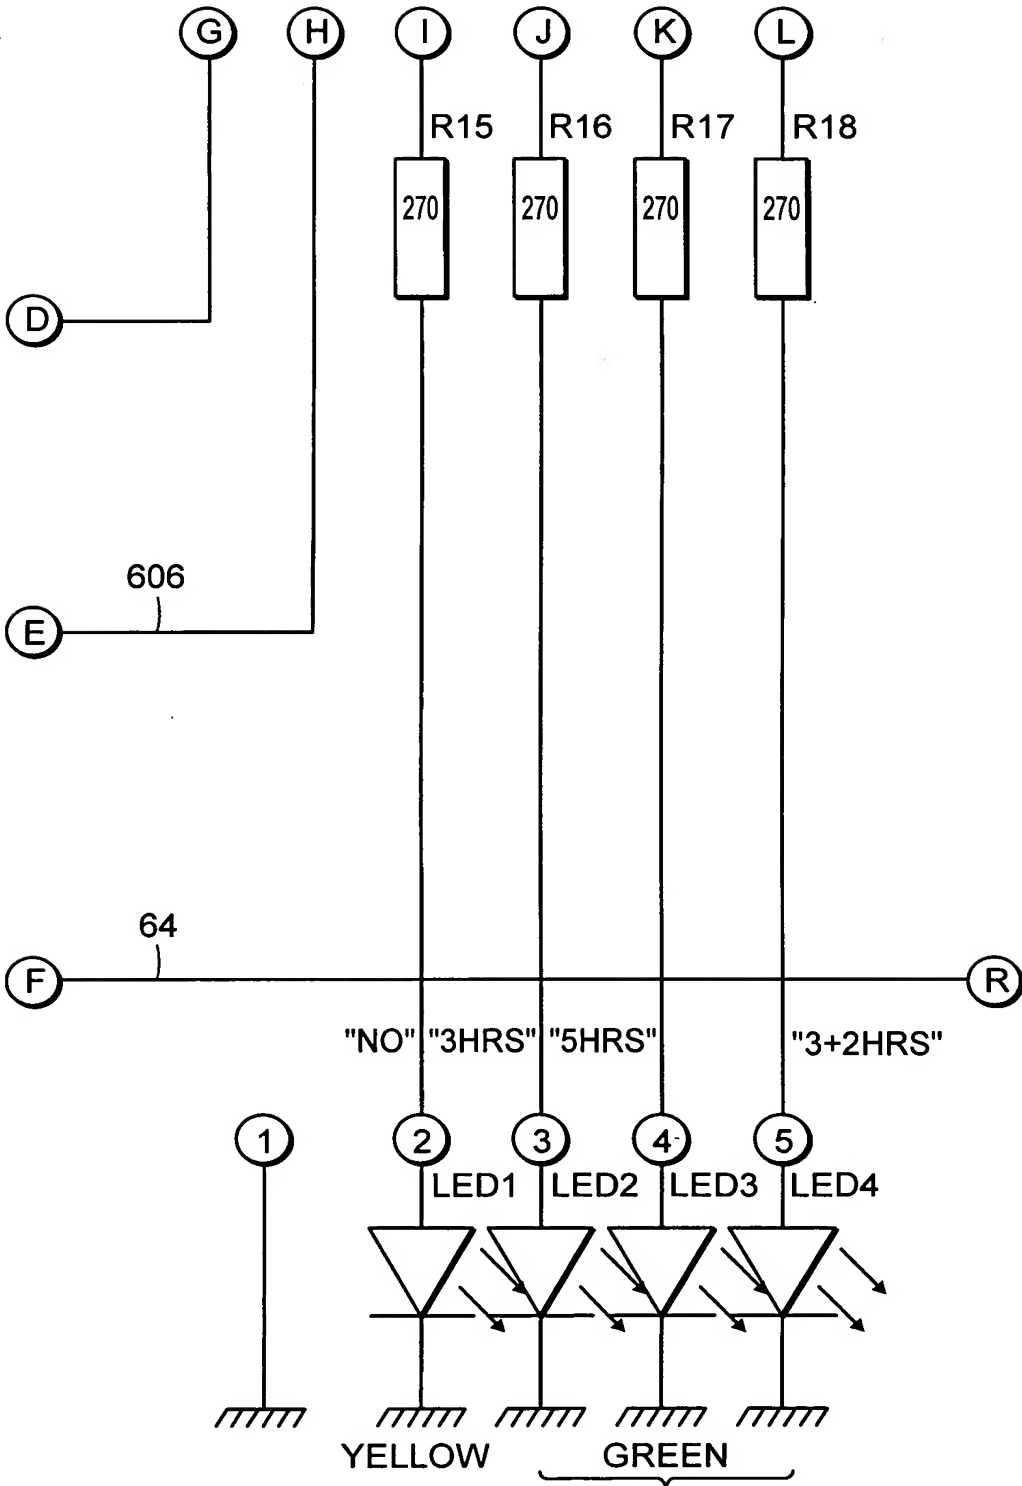 G H I J K L
R15 R16 R17 R18
270 270 270 270
D
606
E
64
F R
"NO" "3HRS" "5HRS" "3+2HRS"
1 2 3 4 5
LED1 LED2 LED3 LED4
YELLOW GREEN